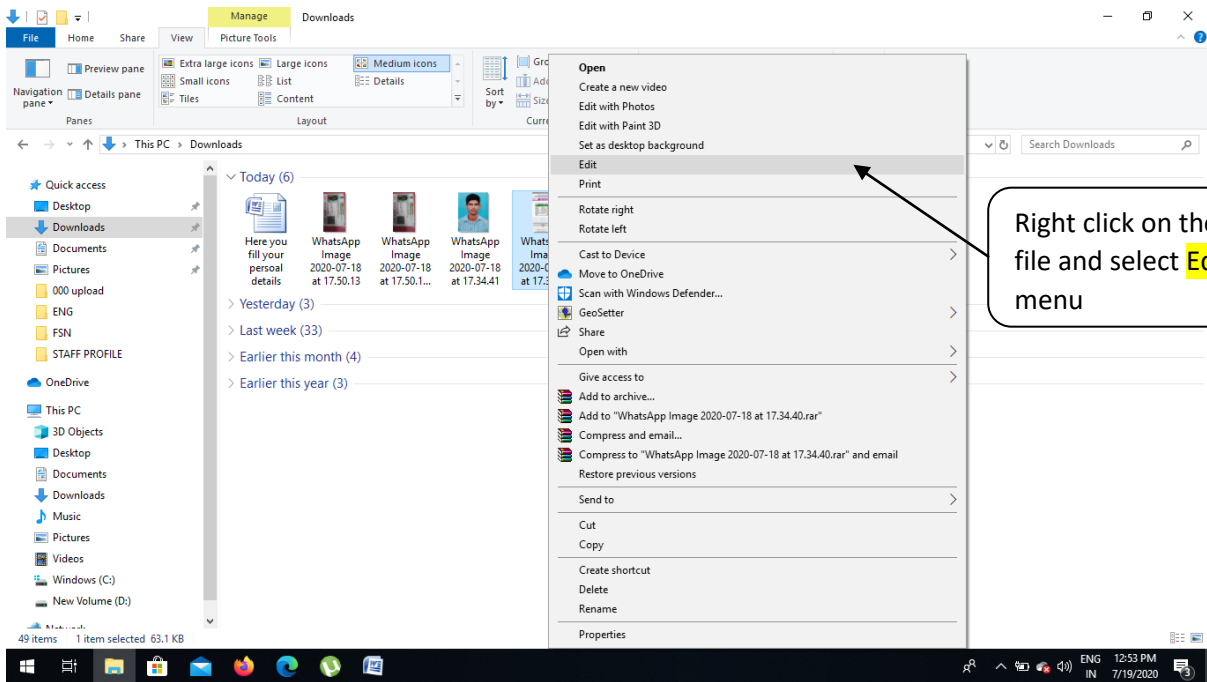 Manage
Downloads
File
Home
Share
View
Picture Tools
Navigation pane
Preview pane
Details pane
Panes
Extra large icons
Large icons
Medium icons
Small icons
List
Details
Tiles
Content
Layout
Sort by
This PC
Downloads
Search Downloads
Quick access
Desktop
Downloads
Documents
Pictures
000 upload
ENG
FSN
STAFF PROFILE
OneDrive
This PC
3D Objects
Desktop
Documents
Downloads
Music
Pictures
Videos
Windows (C:)
New Volume (D:)
Today (6)
Here you
fill your
persoal
details
WhatsApp
Image
2020-07-18
at 17.50.13
WhatsApp
Image
2020-07-18
at 17.50.1...
WhatsApp
Image
2020-07-18
at 17.34.41
Yesterday (3)
Last week (33)
Earlier this month (4)
Earlier this year (3)
Open
Create a new video
Edit with Photos
Edit with Paint 3D
Set as desktop background
Edit
Print
Rotate right
Rotate left
Cast to Device
Move to OneDrive
Scan with Windows Defender...
GeoSetter
Share
Open with
Give access to
Add to archive...
Add to "WhatsApp Image 2020-07-18 at 17.34.40.rar"
Compress and email...
Compress to "WhatsApp Image 2020-07-18 at 17.34.40.rar" and email
Restore previous versions
Send to
Cut
Copy
Create shortcut
Delete
Rename
Properties
Right click on the
file and select
menu
49 items
1 item selected 63.1 KB
ENG
IN
12:53 PM
7/19/2020
3